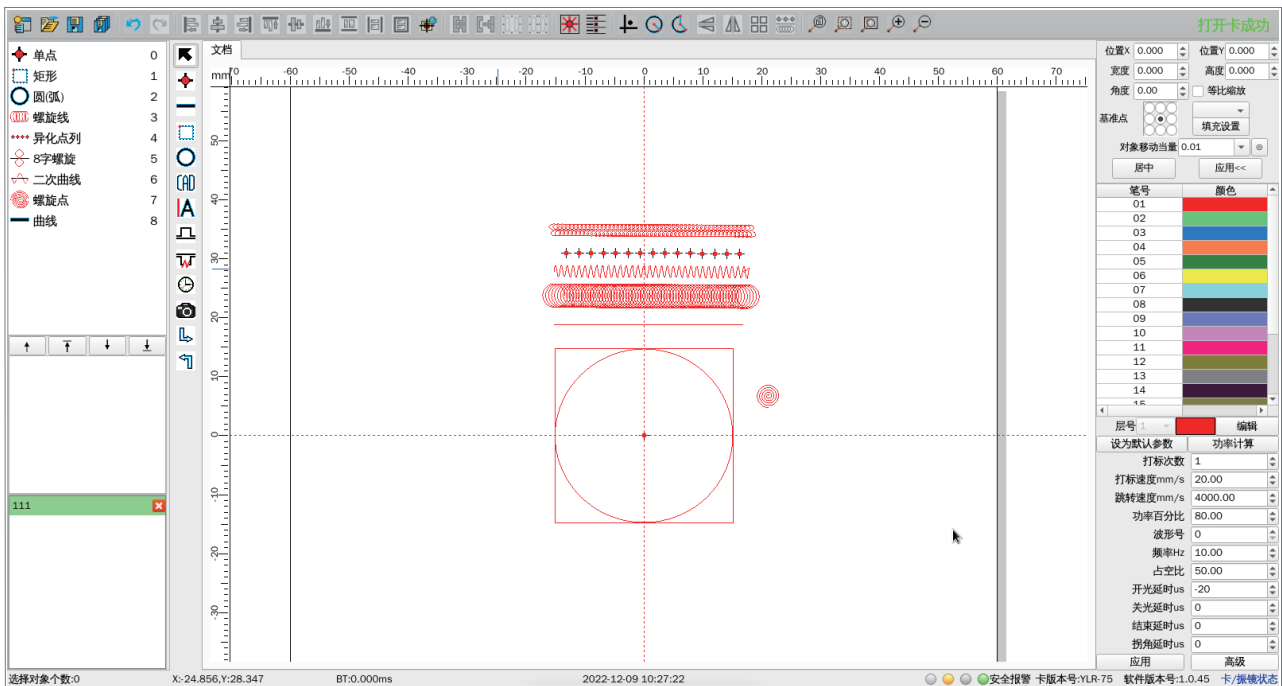 打开卡成功
单点 0
矩形 1
圆(弧) 2
螺旋线 3
异化点列 4
8字螺旋 5
二次曲线 6
螺旋点 7
曲线 8
111
文档
mm
70 -60 -50 -40 -30 -20 -10 0 10 20 30 40 50 60 70
50
40
30
20
10
0
-10
-20
-30
CAD
A
位置X 0.000 位置Y 0.000
宽度 0.000 高度 0.000
角度 0.00 等比缩放
基准点
填充设置
对象移动当量 0.01
居中 应用<<
笔号 颜色
01
02
03
04
05
06
07
08
09
10
11
12
13
14
15
层号 1 编辑
设为默认参数 功率计算
打标次数 1
打标速度mm/s 20.00
跳转速度mm/s 4000.00
功率百分比 80.00
波形号 0
频率Hz 10.00
占空比 50.00
开光延时us -20
关光延时us 0
结束延时us 0
拐角延时us 0
应用 高级
选择对象个数:0 X:-24.856,Y:28.347 BT:0.000ms 2022-12-09 10:27:22 安全报警 卡版本号:YLR-75 软件版本号:1.0.45 卡/振镜状态